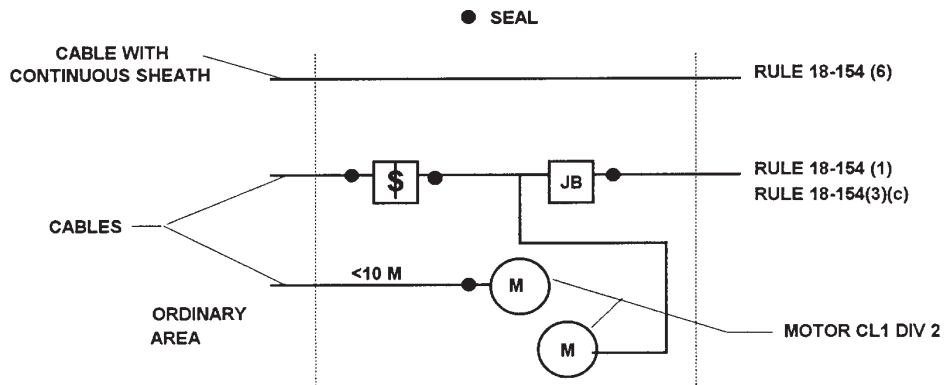 SEAL
CABLE WITH
CONTINUOUS SHEATH
RULE 18-154 (6)
$
JB
RULE 18-154 (1)
RULE 18-154(3)(c)
CABLES
<10 M
M
ORDINARY
AREA
M
MOTOR CL1 DIV 2